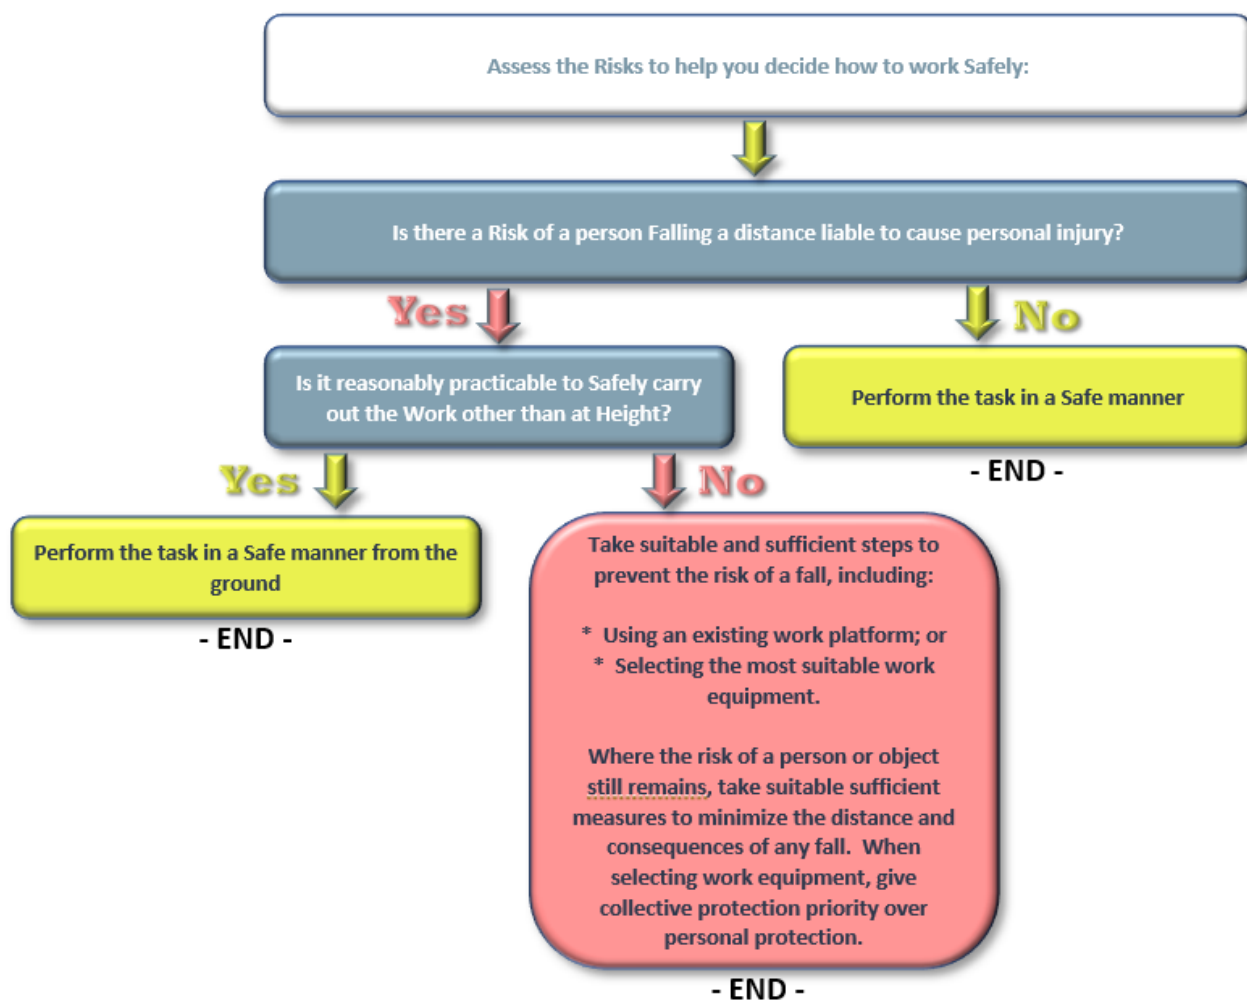 Assess the Risks to help you decide how to work Safely:
Is there a Risk of a person Falling a distance liable to cause personal injury?
Yes
No
Is it reasonably practicable to Safely carry
out the Work other than at Height?
Perform the task in a Safe manner
- END -
Yes
No
Perform the task in a Safe manner from the
ground
- END -
Take suitable and sufficient steps to
prevent the risk of a fall, including:
* Using an existing work platform; or
* Selecting the most suitable work
equipment.
Where the risk of a person or object
still remains, take suitable sufficient
measures to minimize the distance and
consequences of any fall. When
selecting work equipment, give
collective protection priority over
personal protection.
- END -